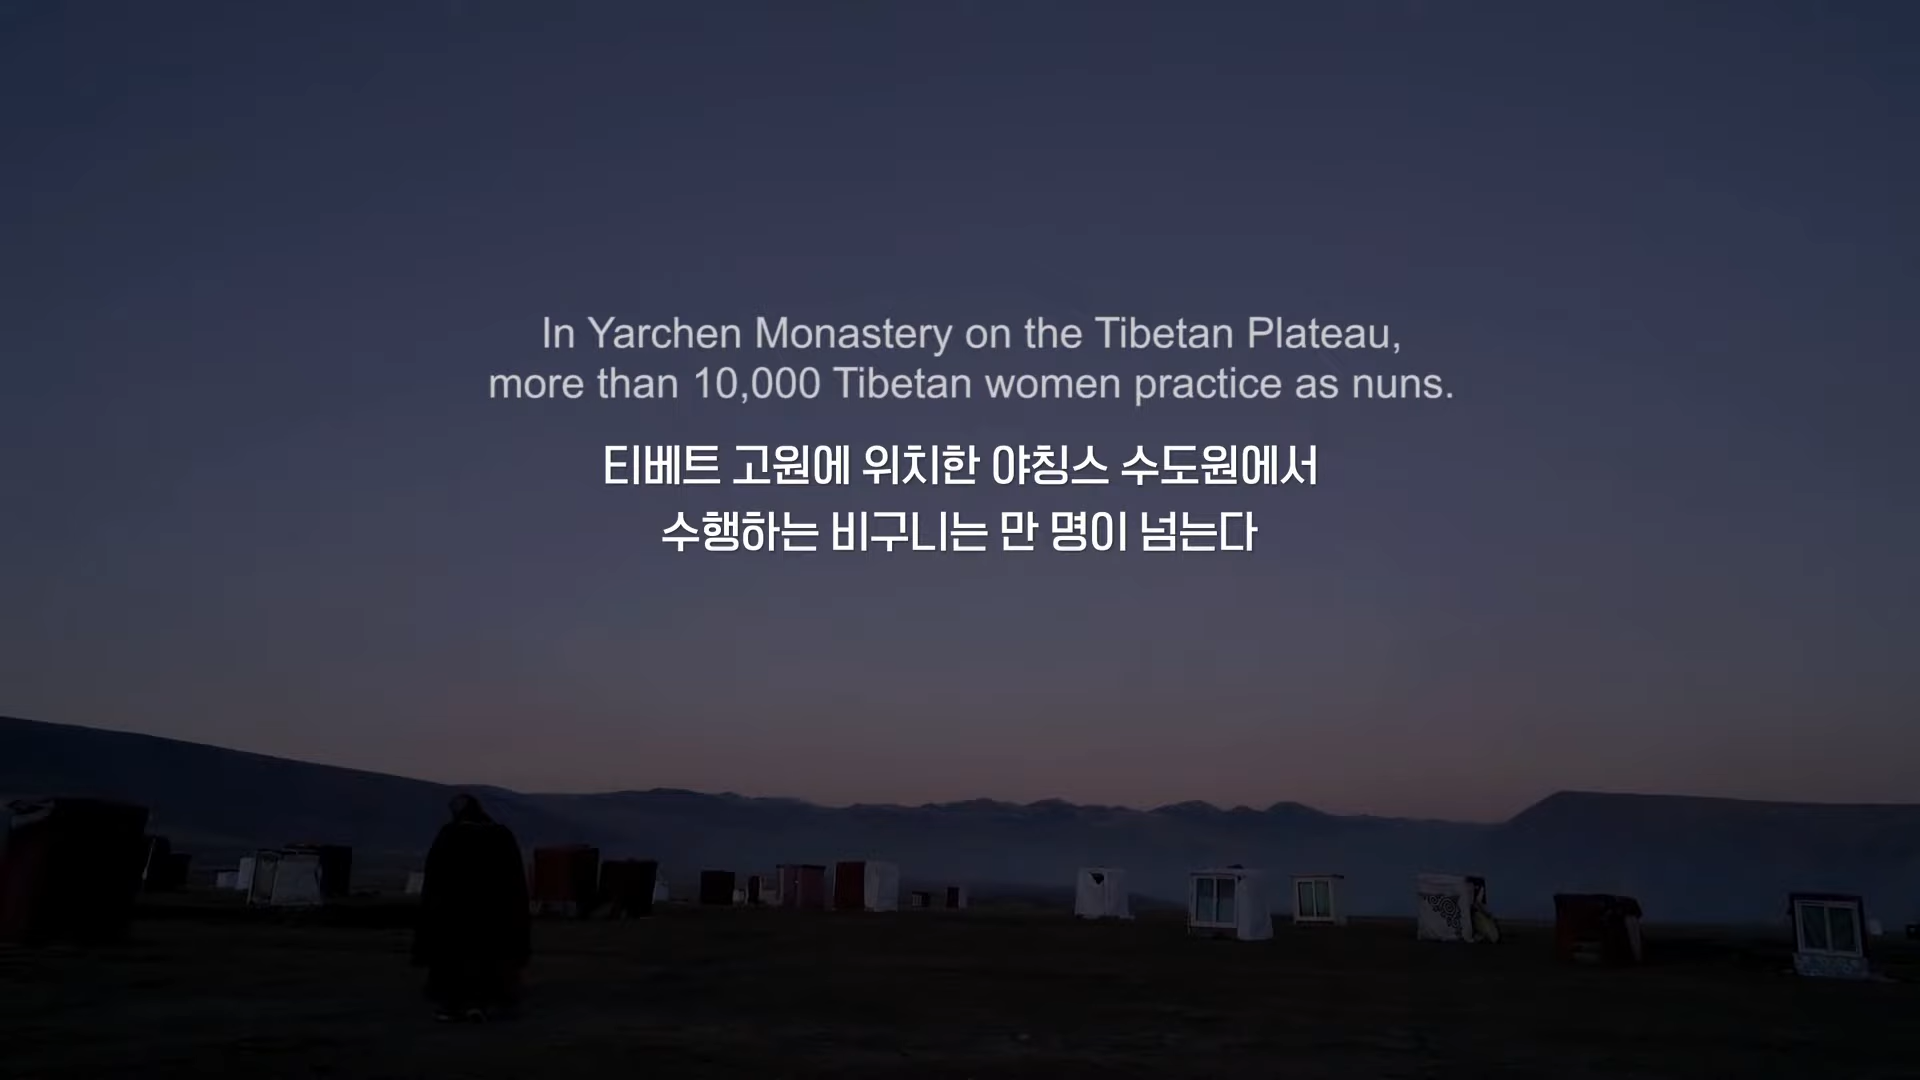 In Yarchen Monastery on the Tibetan Plateau,
more than 10,000 Tibetan women practice as nuns.
티베트 고원에 위치한 야칭스 수도원에서
수행하는 비구니는 만 명이 넘는다